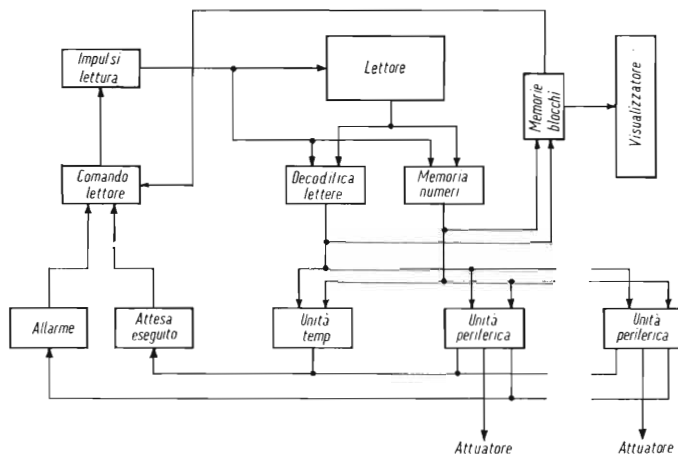 Impulsi
lettura
Lettore
Memorie
blocchi
Visualizzatore
Comando
lettore
Decodifica
lettere
Memoria
numeri
Allarme
Attesa
eseguito
Unità
temp
Unità
periferica
Unità
periferica
Attuatore
Attuatore